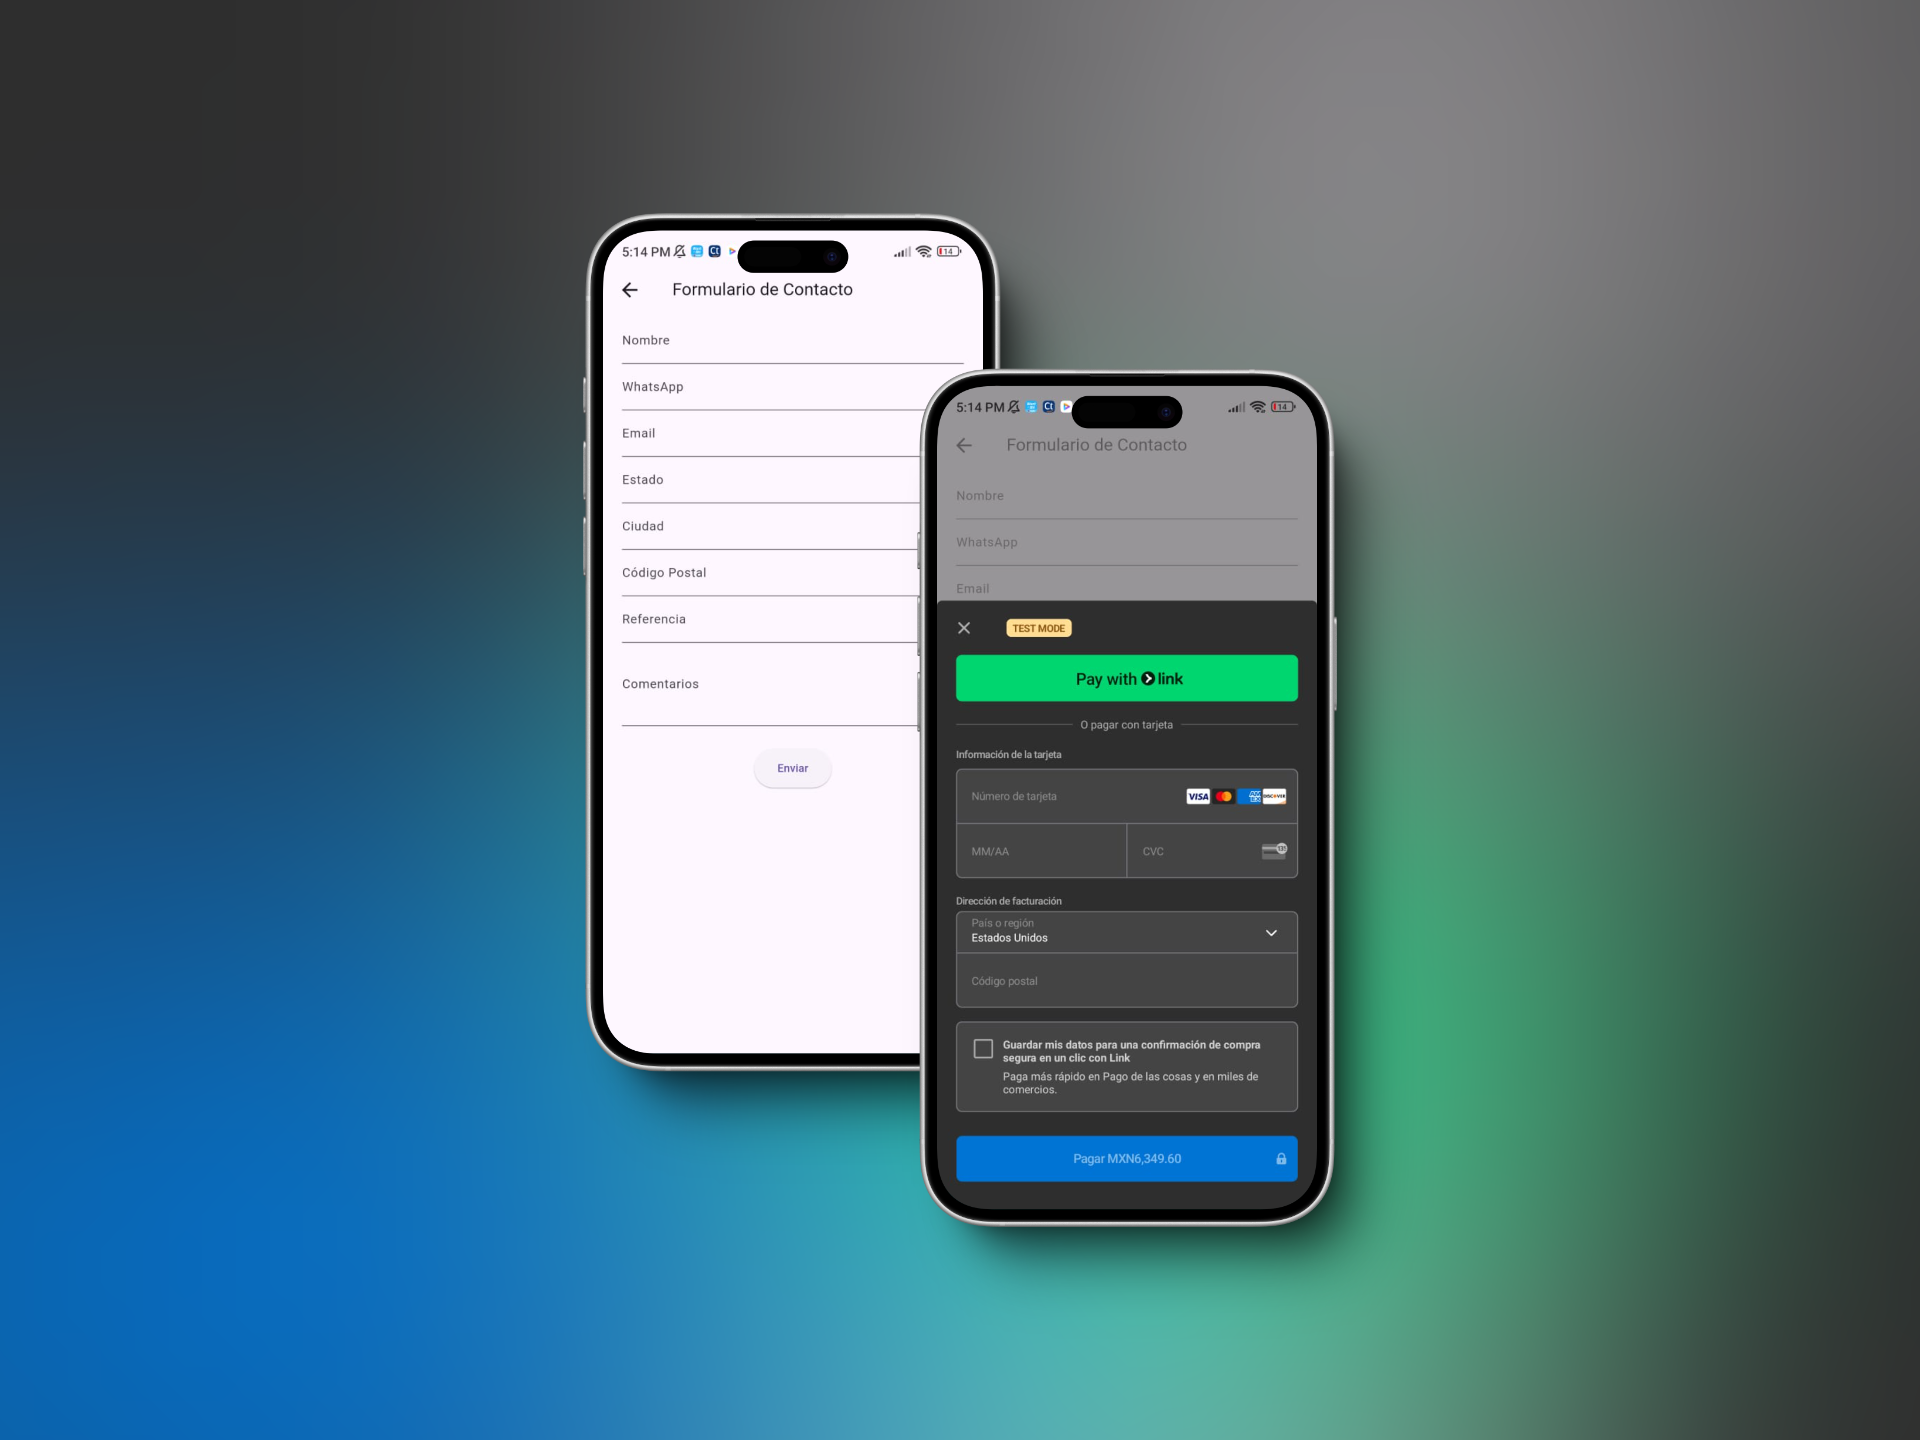 5:14 PM
14
Formulario de Contacto
Nombre
WhatsApp
Email
Estado
Ciudad
Código Postal
Referencia
Comentarios
Enviar
5:14 PM
14
Formulario de Contacto
Nombre
WhatsApp
Email
TEST MODE
Pay with link
O pagar con tarjeta
Información de la tarjeta
Número de tarjeta VISA DISCOVER
MM/AA CVC
Dirección de facturación
País o región
Estados Unidos
Código postal
Guardar mis datos para una confirmación de compra
segura en un clic con Link
Paga más rápido en Pago de las cosas y en miles de
comercios.
Pagar MXN6,349.60